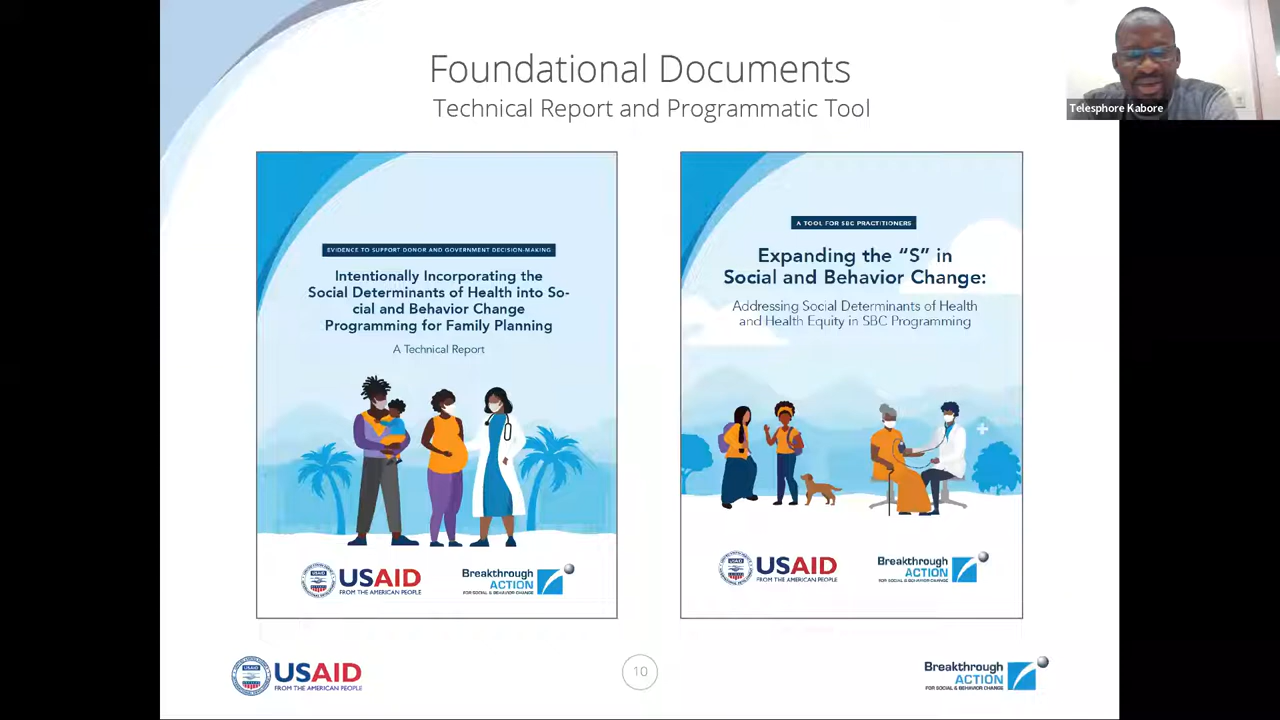 Foundational Documents
Technical Report and Programmatic Tool
Telesphore Kabore
EVIDENCE TO SUPPORT DONOR AND GOVERNMENT DECISION-MAKING
Intentionally Incorporating the
Social Determinants of Health into So-
cial and Behavior Change
Programming for Family Planning
A Technical Report
USAID
FROM THE AMERICAN PEOPLE
Breakthrough
ACTION
FOR SOCIAL & BEHAVIOR CHANGE
A TOOL FOR SBC PRACTITIONERS
Expanding the “S” in
Social and Behavior Change:
Addressing Social Determinants of Health
and Health Equity in SBC Programming
USAID
FROM THE AMERICAN PEOPLE
Breakthrough
ACTION
FOR SOCIAL & BEHAVIOR CHANGE
USAID
FROM THE AMERICAN PEOPLE
10
Breakthrough
ACTION
FOR SOCIAL & BEHAVIOR CHANGE